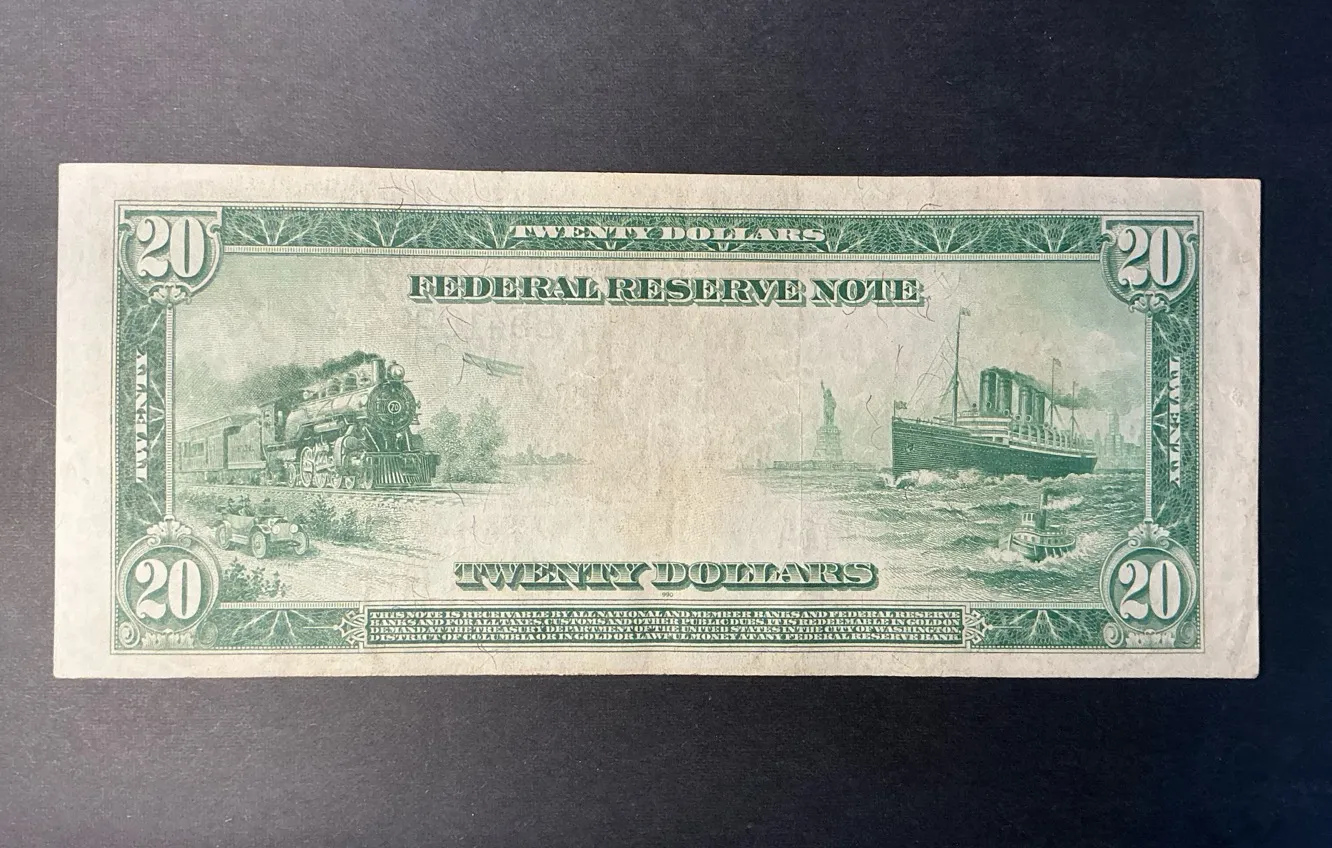 20 TWENTY DOLLARS 20
FEDERAL RESERVE NOTE
TWENTY
TWENTY
70
TWENTY DOLLARS
990
20
20
THIS NOTE IS RECEIVABLE BY ALL NATIONAL AND MEMBER BANKS AND FEDERAL RESERVE
BANKS AND FOR ALL TAXES, CUSTOMS AND OTHER PUBLIC DUES. IT IS REDEEMABLE IN GOLD ON
DEMAND AT THE TREASURY DEPARTMENT OF THE UNITED STATES IN THE CITY OF WASHINGTON,
DISTRICT OF COLUMBIA OR IN GOLD OR LAWFUL MONEY AT ANY FEDERAL RESERVE BANK.